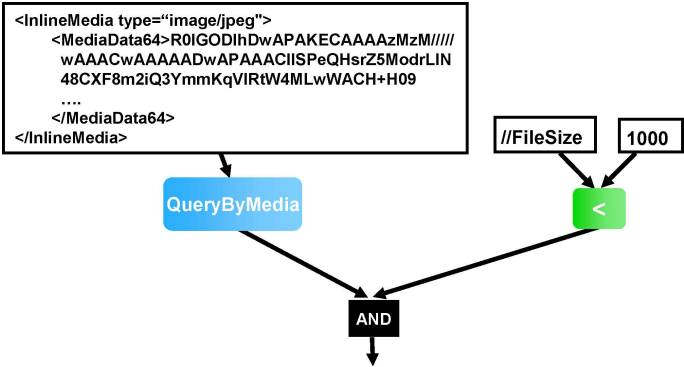 <InlineMedia type=“image/jpeg">
<MediaData64>R0lGODlhDwAPAKECAAAAzMzM/////
wAAACwAAAAADwAPAAACIISPeQHsrZ5ModrLlN
48CXF8m2iQ3YmmKqVlRtW4MLwWACH+H09
....
</MediaData64>
</InlineMedia>
//FileSize
1000
QueryByMedia
<
AND